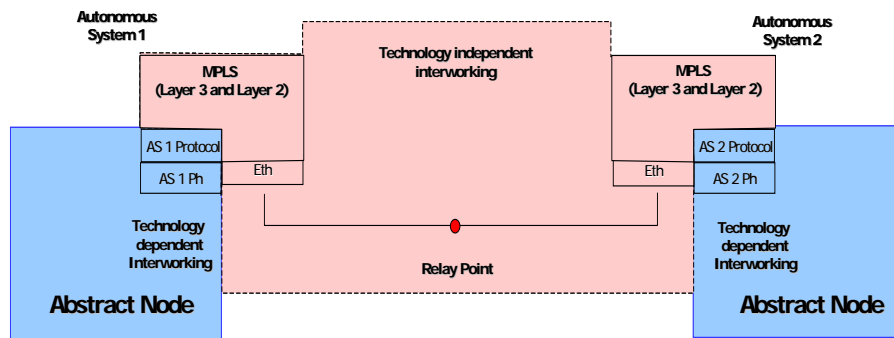 Autonomous
System 1
Autonomous
System 2
Technology independent
interworking
MPLS
(Layer 3 and Layer 2)
MPLS
(Layer 3 and Layer 2)
AS 1 Protocol
AS 1 Ph
Eth
Eth
AS 2 Protocol
AS 2 Ph
Technology
dependent
Interworking
Technology
dependent
Interworking
Relay Point
Abstract Node
Abstract Node